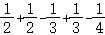 1/2 + 1/2 - 1/3 + 1/3 - 1/4